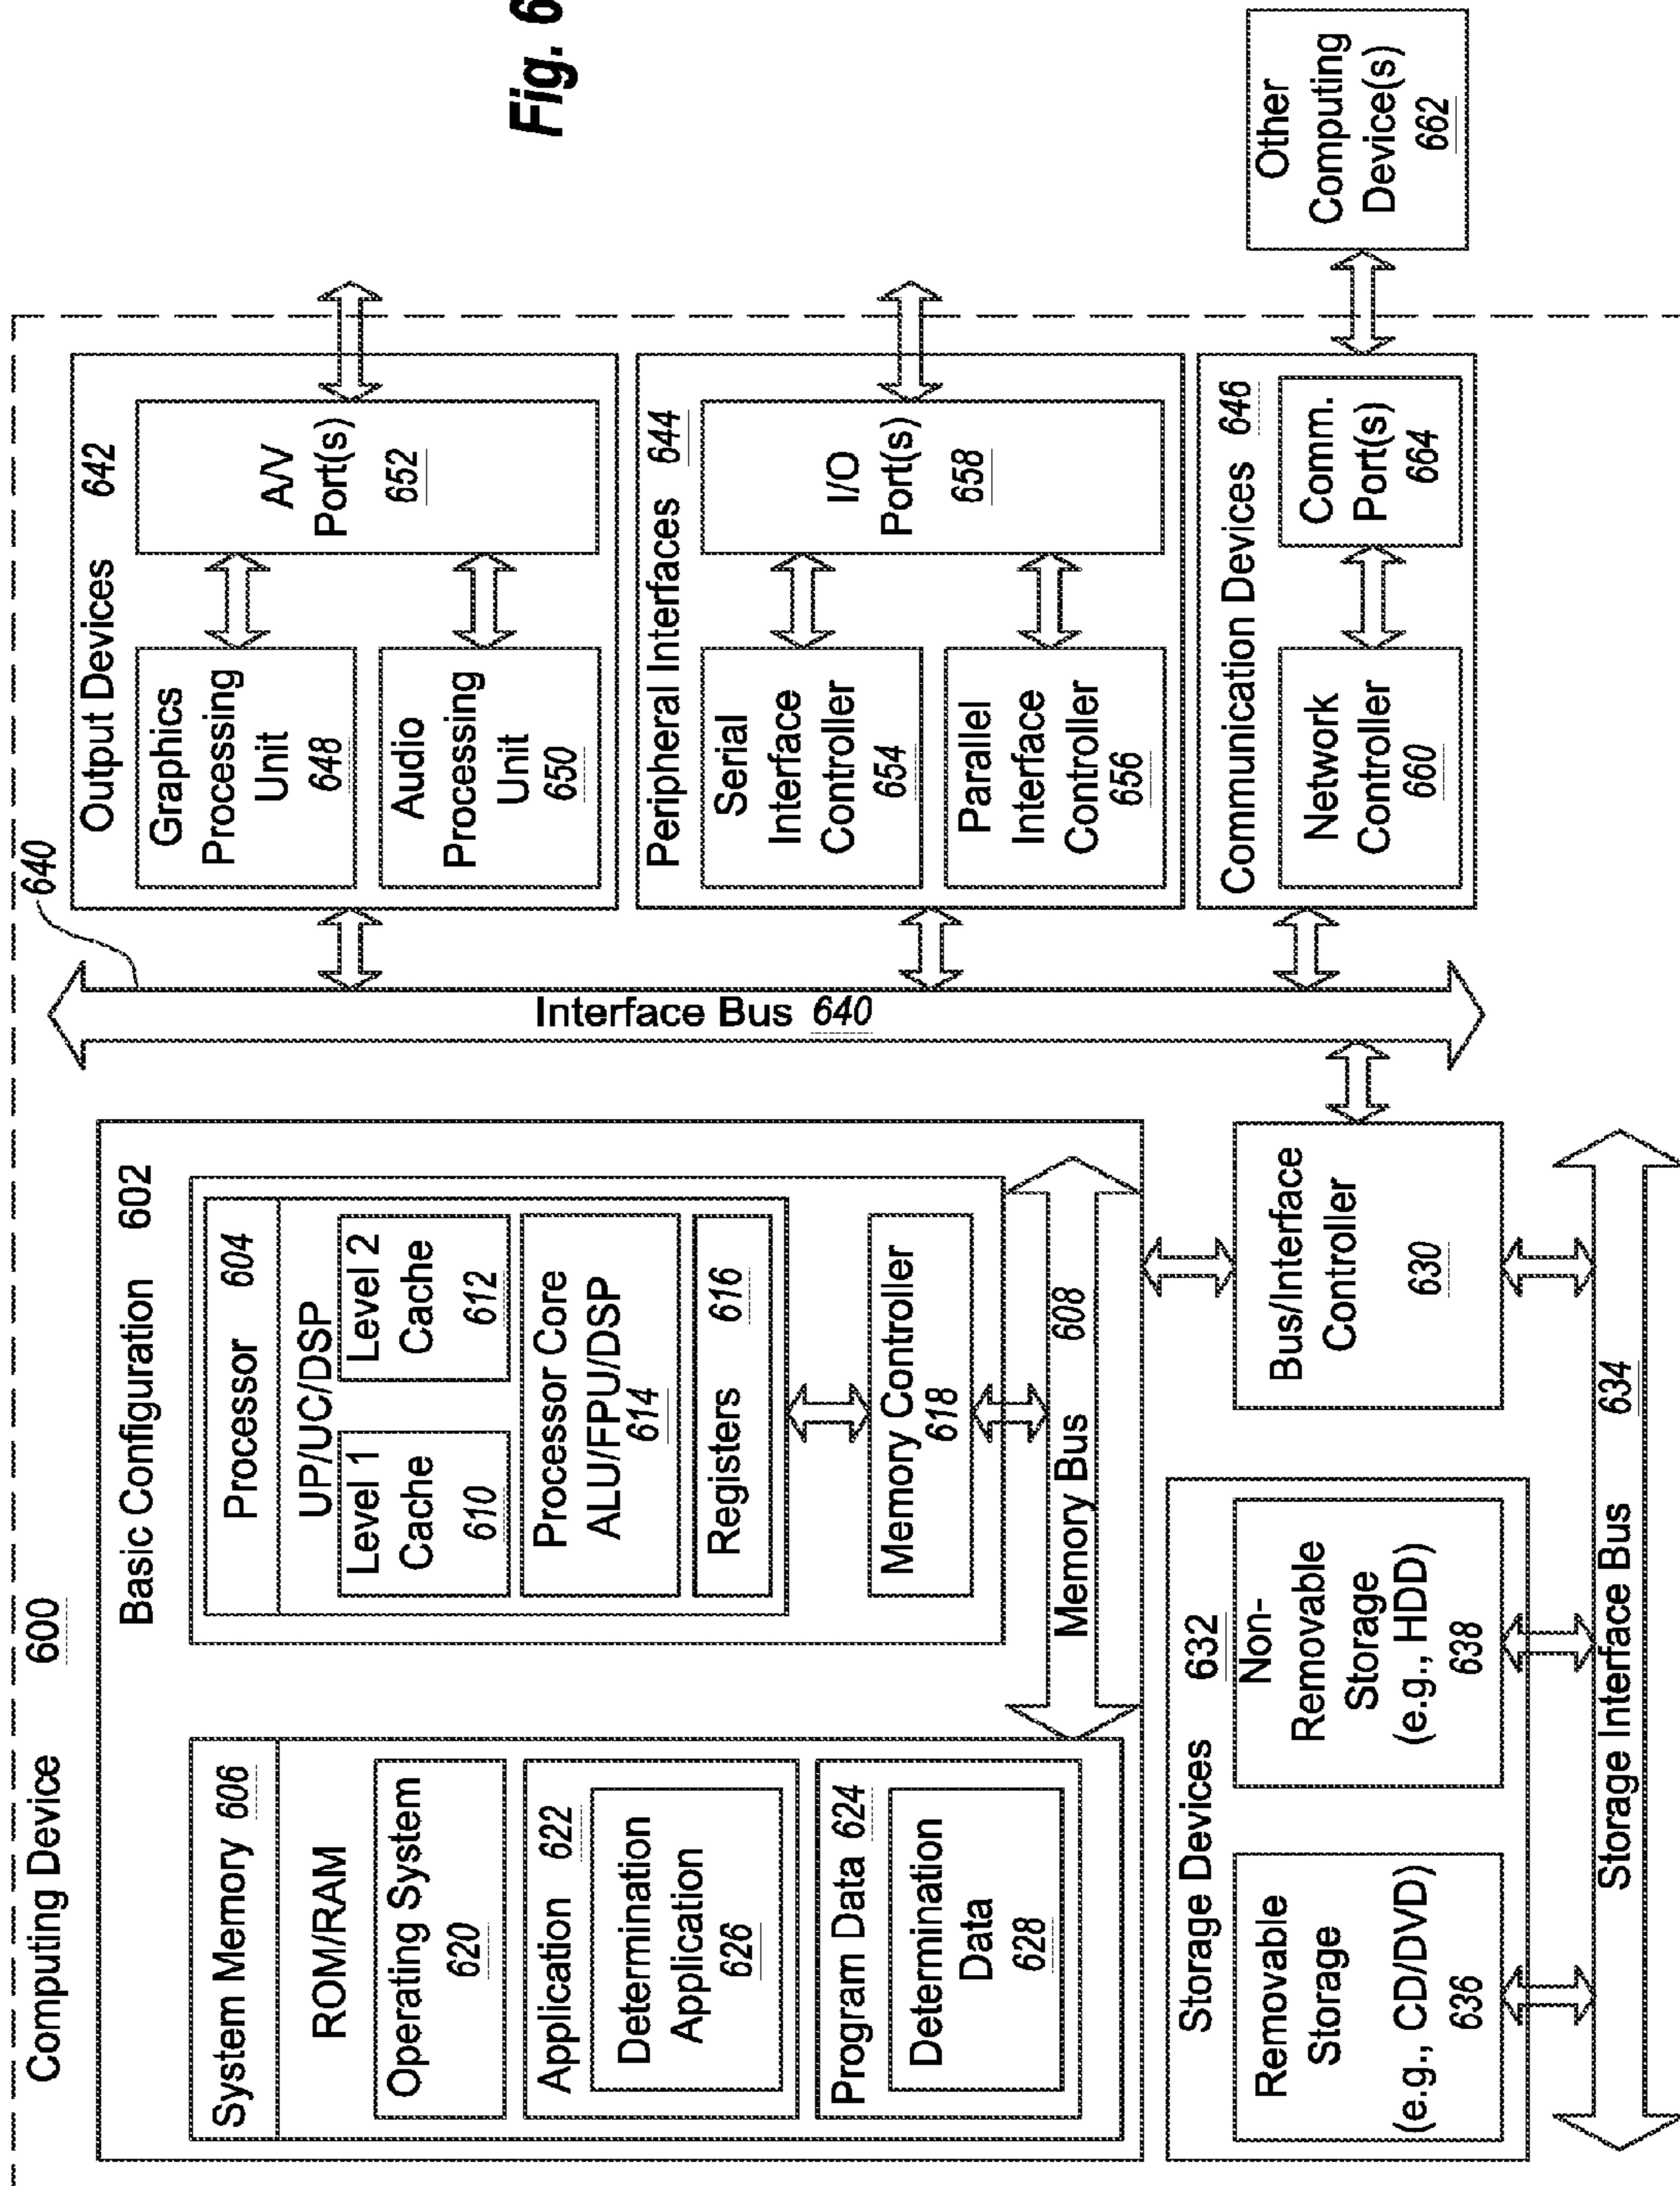 Computing Device 600
Basic Configuration 602
System Memory 606
ROM/RAM
Operating System
620
Application 622
Determination
Application
626
Program Data 624
Determination
Data
628
Processor 604
UP/UC/DSP
Level 1
Cache
610
Level 2
Cache
612
Processor Core
ALU/FPU/DSP
614
Registers 616
Memory Controller
618
Memory Bus 608
Storage Devices 632
Removable
Storage
(e.g., CD/DVD)
636
Non-
Removable
Storage
(e.g., HDD)
638
Bus/Interface
Controller
630
Storage Interface Bus 634
640
Interface Bus 640
Output Devices 642
Graphics
Processing
Unit
648
Audio
Processing
Unit
650
A/V
Port(s)
652
Peripheral Interfaces 644
Serial
Interface
Controller
654
Parallel
Interface
Controller
656
I/O
Port(s)
658
Communication Devices 646
Network
Controller
660
Comm.
Port(s)
664
Other
Computing
Device(s)
662
Fig. 6